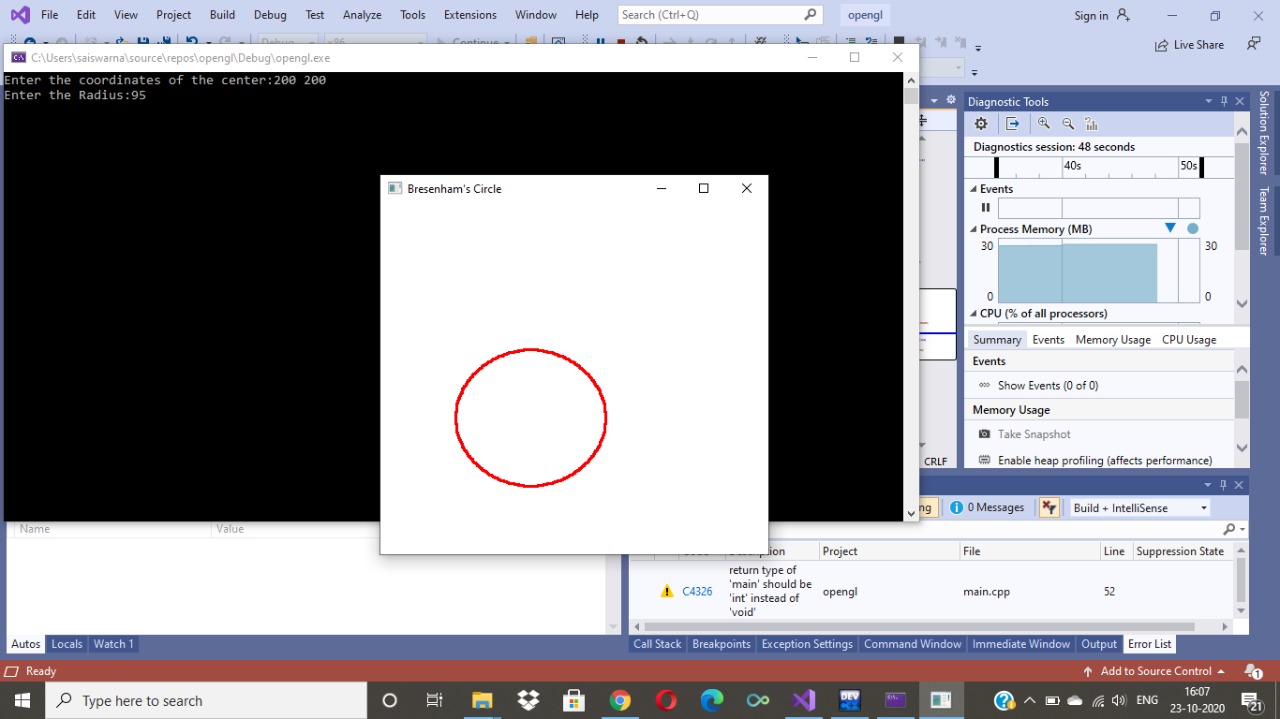 File Edit View Project Build Debug Test Analyze Tools Extensions Window Help Search (Ctrl+Q) opengl Sign in
Debug x86 Continue Live Share
C:\Users\saiswarna\source\repos\opengl\Debug\opengl.exe
Enter the coordinates of the center:200 200
Enter the Radius:95
Bresenham's Circle
Diagnostic Tools
Diagnostics session: 48 seconds
40s 50s
Events
Process Memory (MB)
30 30
0 0
CPU (% of all processors)
Summary Events Memory Usage CPU Usage
Events
Show Events (0 of 0)
Memory Usage
Take Snapshot
Enable heap profiling (affects performance)
CRLF
Solution Explorer
Team Explorer
ng 0 Messages Build + IntelliSense
Name Value
Description Project File Line Suppression State
C4326 return type of 'main' should be 'int' instead of 'void' opengl main.cpp 52
Autos Locals Watch 1
Call Stack Breakpoints Exception Settings Command Window Immediate Window Output Error List
Ready Add to Source Control 1
Type here to search DEV ENG 16:07
23-10-2020 21